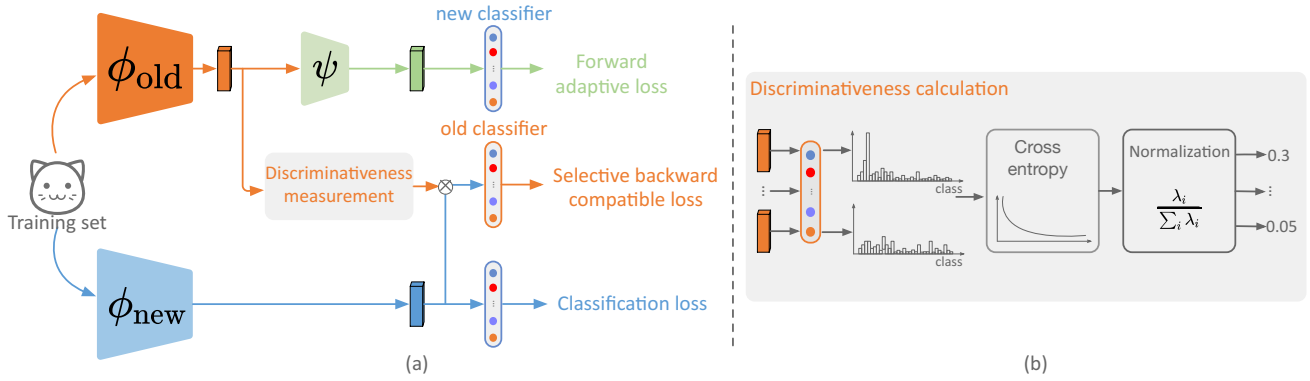 new classifier
ϕold
ψ
Forward
adaptive loss
old classifier
Discriminativeness
measurement
Selective backward
compatible loss
Training set
ϕnew
Classification loss
(a)
Discriminativeness calculation
class
class
Cross
entropy
Normalization
λi
∑i λi
0.3
0.05
(b)